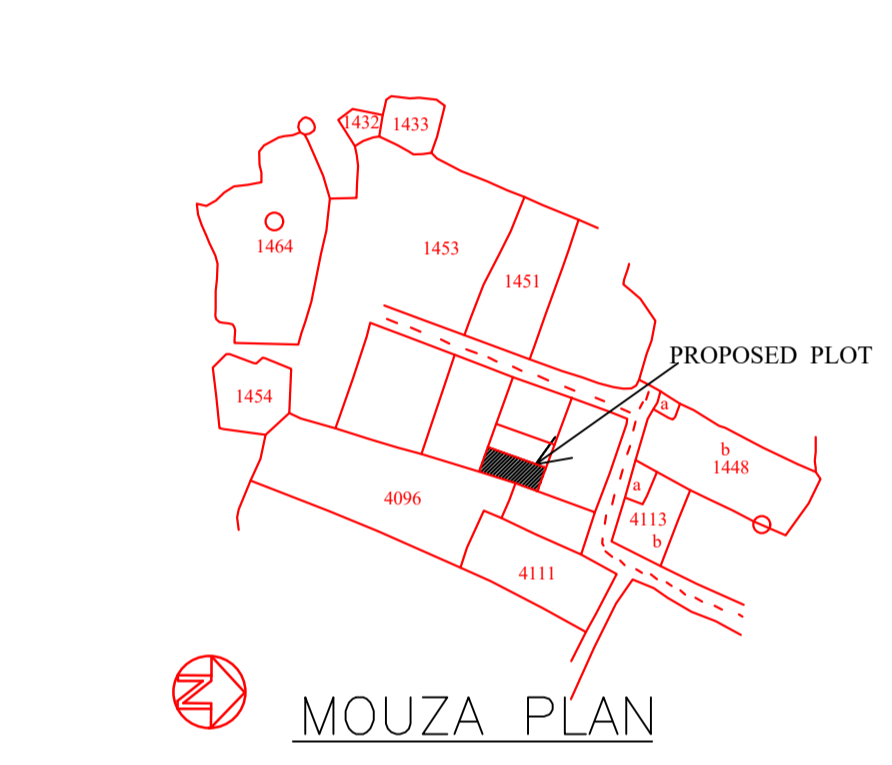 1432 1433
1464
1453
1451
PROPOSED PLOT
1454
a
b
1448
a
4096
4113
b
4111
N
MOUZA PLAN